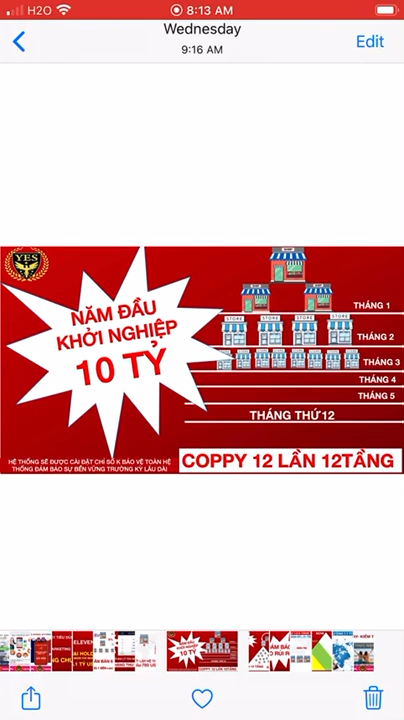 H2O
8:13 AM
Wednesday
9:16 AM
Edit
YES
NĂM ĐẦU
KHỞI NGHIỆP
10 TỶ
SHOP
THÁNG 1
STORE STORE STORE STORE
THÁNG 2
THÁNG 3
THÁNG 4
THÁNG 5
THÁNG THỨ 12
HỆ THỐNG SẼ ĐƯỢC CÀI ĐẶT CHỈ SỐ K BẢO VỆ TOÀN HỆ
THỐNG ĐẢM BẢO SỰ BỀN VỮNG TRƯỜNG KỲ LÂU DÀI
COPPY 12 LẦN 12TẦNG